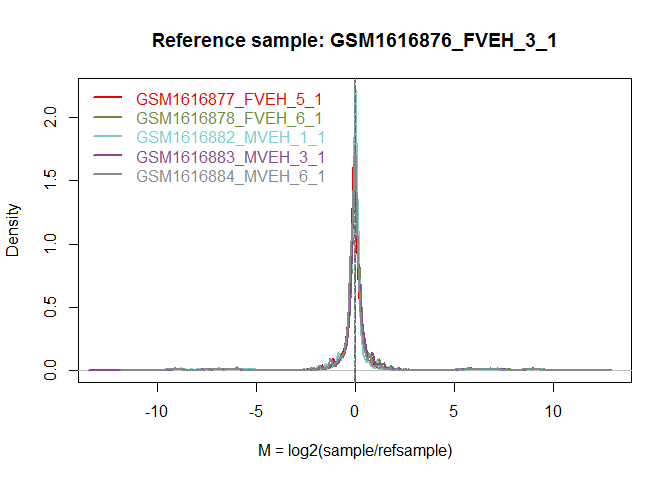 Reference sample: GSM1616876_FVEH_3_1
GSM1616877_FVEH_5_1
GSM1616878_FVEH_6_1
GSM1616882_MVEH_1_1
GSM1616883_MVEH_3_1
GSM1616884_MVEH_6_1
Density
2.0
1.5
1.0
0.5
0.0
-10
-5
0
5
10
M = log2(sample/refsample)